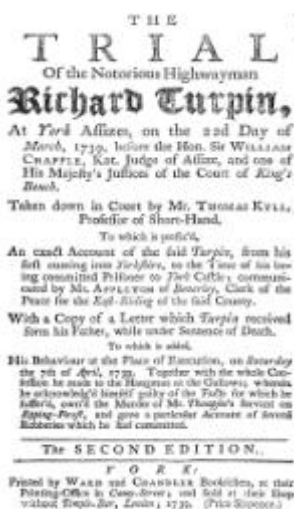 THE
TRIAL
Of the Notorious Highwayman
Richard Turpin,
At York Assizes, on the 22d Day of
March, 1739, before the Hon. Sir WILLIAM
CHAPPLE, Knt. Judge of Assize, and one of
His Majesty's Justices of the Court of King's
Bench.
Taken down in Court by Mr. THOMAS KYLL,
Professor of Short-Hand.
To which is prefix'd,
An exact Account of the said Turpin, from his
first coming into Yorkshire, to the Time of his be-
ing committed Prisoner to York Castle; communi-
cated by Mr. APPLETON of Beverley, Clerk of the
Peace for the East-Riding of the said County.
With a Copy of a Letter which Turpin received
form his Father, while under Sentence of Death.
To which is added,
His Behaviour at the Place of Execution, on Saturday
the 7th of April, 1739. Together with the whole Con-
fession he made to the Hangman at the Gallows; wherein
he acknowledg'd himself guilty of the Facts for which he
suffer'd, own'd the Murder of Mr. Thompson's Servant on
Epping-Forest, and gave a particular Account of several
Robberies which he had committed.
The SECOND EDITION.
YORK:
Printed by WARD and CHANDLER Booksellers, at their
Printing-Office in Coney-Street; and Sold at their Shop
without Temple-Bar, London; 1739. (Price Sixpence.)